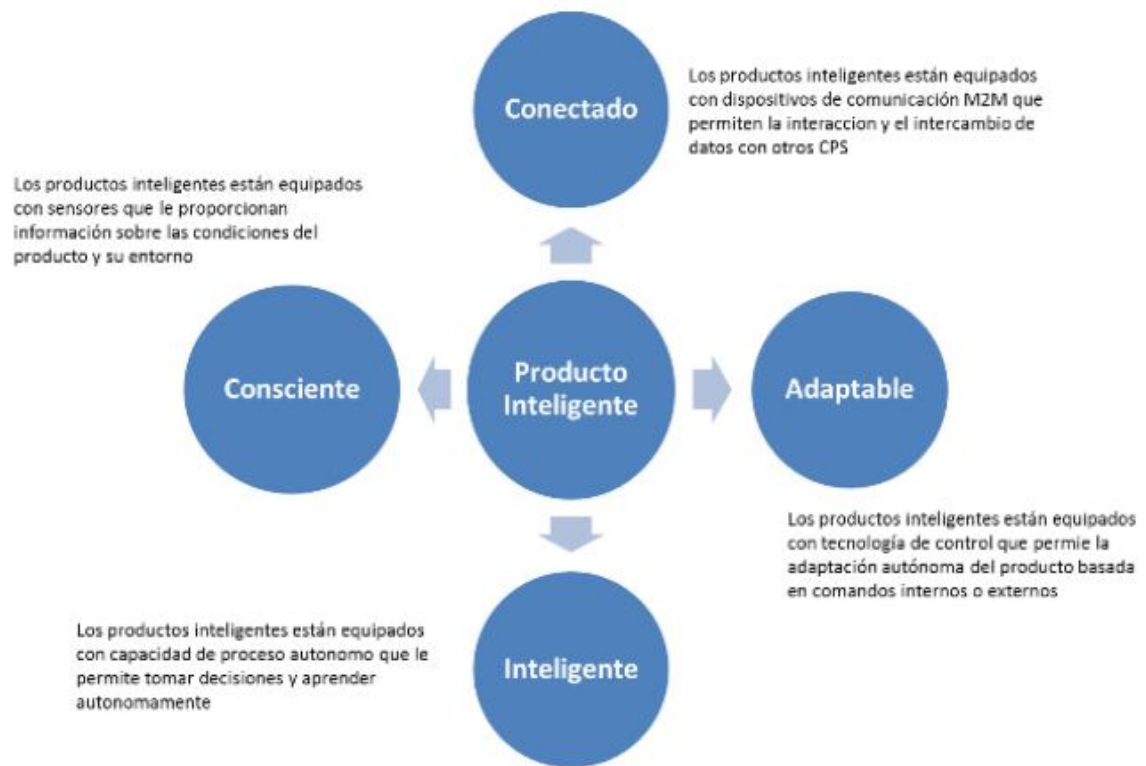 Conectado
Los productos inteligentes están equipados
con dispositivos de comunicación M2M que
permiten la interaccion y el intercambio de
datos con otros CPS
Los productos inteligentes están equipados
con sensores que le proporcionan
información sobre las condiciones del
producto y su entorno
Consciente
Producto
Inteligente
Adaptable
Los productos inteligentes están equipados
con tecnología de control que permie la
adaptación autónoma del producto basada
en comandos internos o externos
Los productos inteligentes están equipados
con capacidad de proceso autonomo que le
permite tomar decisiones y aprender
autonomamente
Inteligente